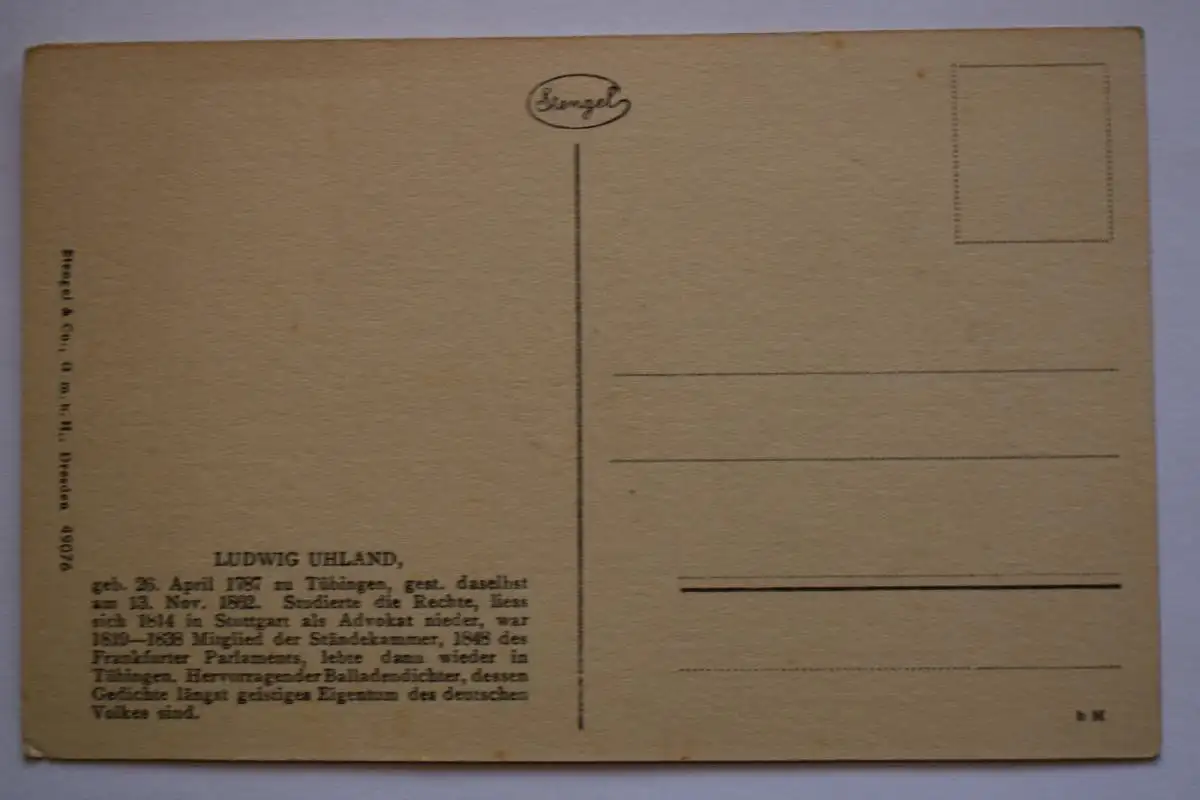 Stengel
Stengel & Co., G. m. b. H., Dresden 49076
LUDWIG UHLAND,
geb. 26. April 1787 zu Tübingen, gest. daselbst
am 13. Nov. 1862. Studierte die Rechte, liess
sich 1814 in Stuttgart als Advokat nieder, war
1819—1838 Mitglied der Ständekammer, 1848 des
Frankfurter Parlaments, lebte dann wieder in
Tübingen. Hervorragender Balladendichter, dessen
Gedichte längst geistiges Eigentum des deutschen
Volkes sind.